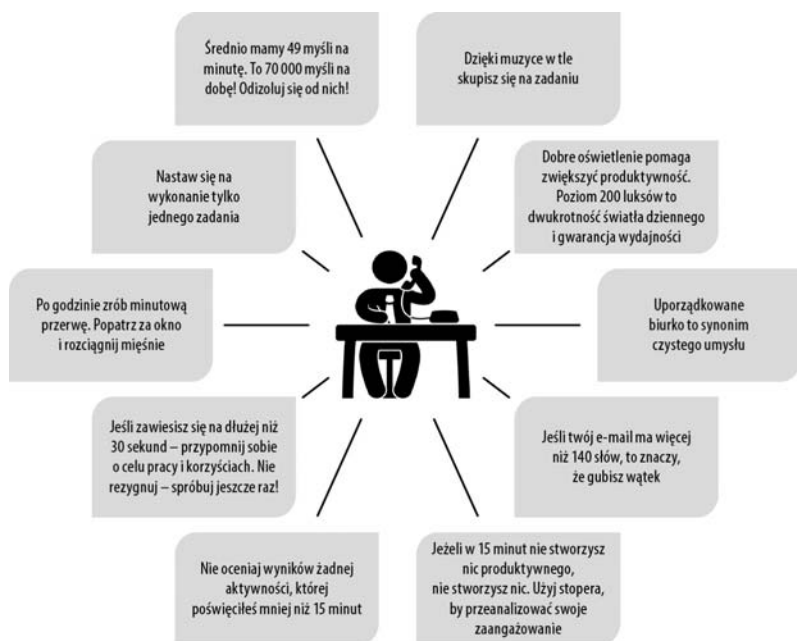 Średnio mamy 49 myśli na
minutę. To 70 000 myśli na
dobę! Odizoluj się od nich!
Dzięki muzyce w tle
skupisz się na zadaniu
Nastaw się na
wykonanie tylko
jednego zadania
Dobre oświetlenie pomaga
zwiększyć produktywność.
Poziom 200 luksów to
dwukrotność światła dziennego
i gwarancja wydajności
Po godzinie zrób minutową
przerwę. Popatrz za okno
i rozciągnij mięśnie
Uporządkowane
biurko to synonim
czystego umysłu
Jeśli zawiesisz się na dłużej niż
30 sekund – przypomnij sobie
o celu pracy i korzyściach. Nie
rezygnuj – spróbuj jeszcze raz!
Jeśli twój e-mail ma więcej
niż 140 słów, to znaczy,
że gubisz wątek
Nie oceniaj wyników żadnej
aktywności, której
poświęciłeś mniej niż 15 minut
Jeżeli w 15 minut nie stworzysz
nic produktywnego,
nie stworzysz nic. Użyj stopera,
by przeanalizować swoje
zaangażowanie